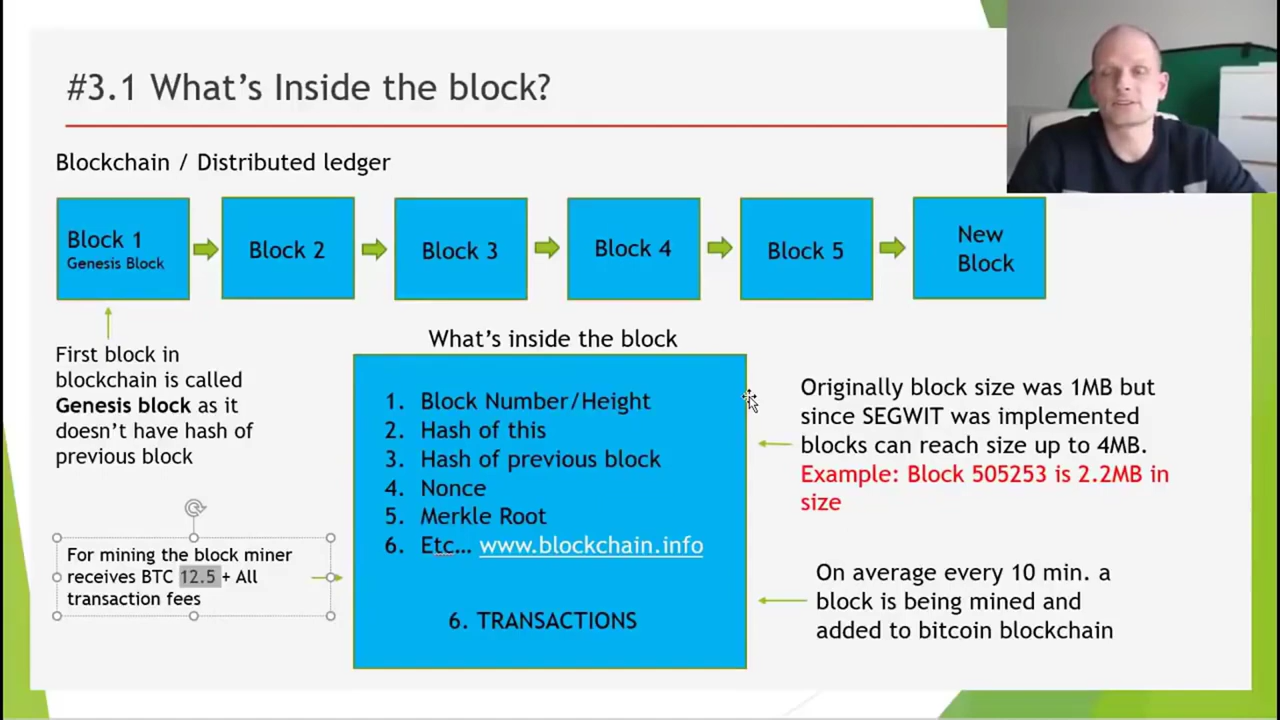 #3.1 What's Inside the block?
Blockchain / Distributed ledger
Block 1
Genesis Block
Block 2
Block 3
Block 4
Block 5
New
Block
First block in
blockchain is called
Genesis block as it
doesn't have hash of
previous block
For mining the block miner
receives BTC 12.5 + All
transaction fees
What's inside the block
1. Block Number/Height
2. Hash of this
3. Hash of previous block
4. Nonce
5. Merkle Root
6. Etc… www.blockchain.info
6. TRANSACTIONS
Originally block size was 1MB but
since SEGWIT was implemented
blocks can reach size up to 4MB.
Example: Block 505253 is 2.2MB in
size
On average every 10 min. a
block is being mined and
added to bitcoin blockchain